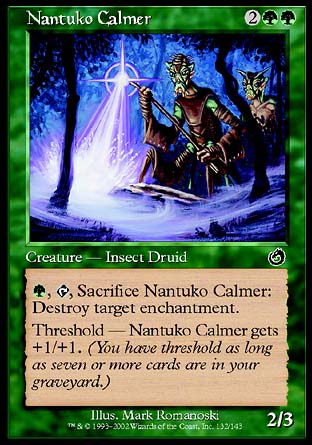 Nantuko Calmer 2
Creature — Insect Druid
, , Sacrifice Nantuko Calmer:
Destroy target enchantment.
Threshold — Nantuko Calmer gets
+1/+1. (You have threshold as long
as seven or more cards are in your
graveyard.)
Illus. Mark Romanoski
™ & © 1993–2002 Wizards of the Coast, Inc. 132/143
2/3